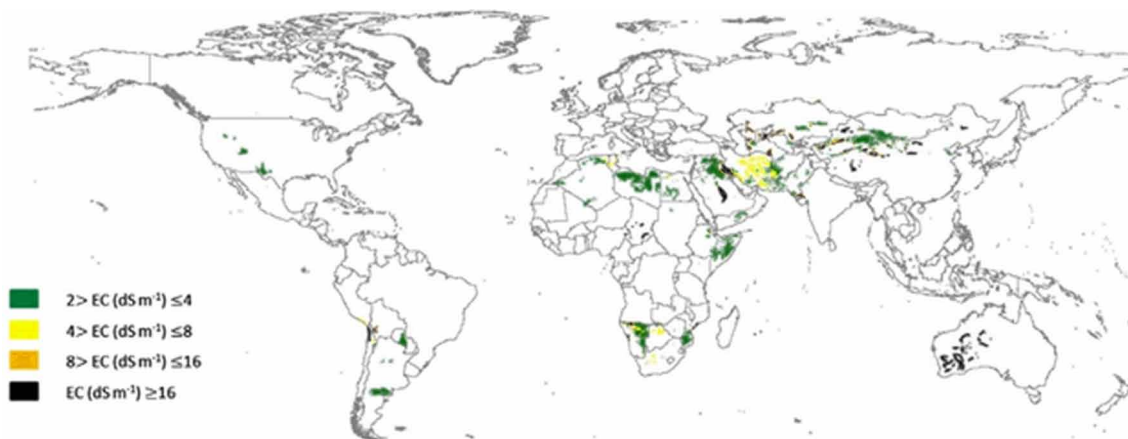 2> EC (dS m⁻¹) ≤4
4> EC (dS m⁻¹) ≤8
8> EC (dS m⁻¹) ≤16
EC (dS m⁻¹) ≥16